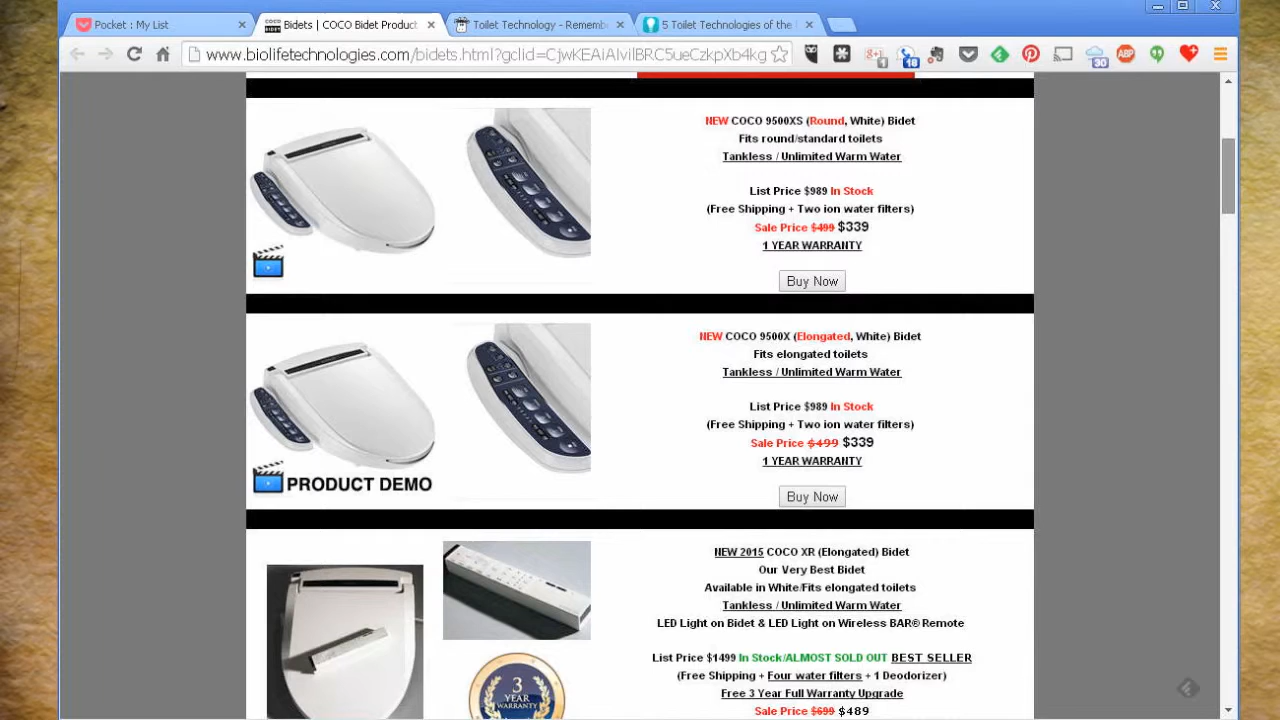 Pocket : My List
Bidets | COCO Bidet Product
Toilet Technology - Rememb
5 Toilet Technologies of the
www.biolifetechnologies.com/bidets.html?gclid=CjwKEAiAlvilBRC5ueCzkpXb4kg
1
18
30
ABP
NEW COCO 9500XS (Round, White) Bidet
Fits round/standard toilets
Tankless / Unlimited Warm Water
List Price $989 In Stock
(Free Shipping + Two ion water filters)
Sale Price $499 $339
1 YEAR WARRANTY
Buy Now
NEW COCO 9500X (Elongated, White) Bidet
Fits elongated toilets
Tankless / Unlimited Warm Water
List Price $989 In Stock
(Free Shipping + Two ion water filters)
Sale Price $499 $339
1 YEAR WARRANTY
PRODUCT DEMO
Buy Now
NEW 2015 COCO XR (Elongated) Bidet
Our Very Best Bidet
Available in White/Fits elongated toilets
Tankless / Unlimited Warm Water
LED Light on Bidet & LED Light on Wireless BAR® Remote
List Price $1499 In Stock/ALMOST SOLD OUT BEST SELLER
(Free Shipping + Four water filters + 1 Deodorizer)
Free 3 Year Full Warranty Upgrade
Sale Price $699 $489
3
YEAR
WARRANTY